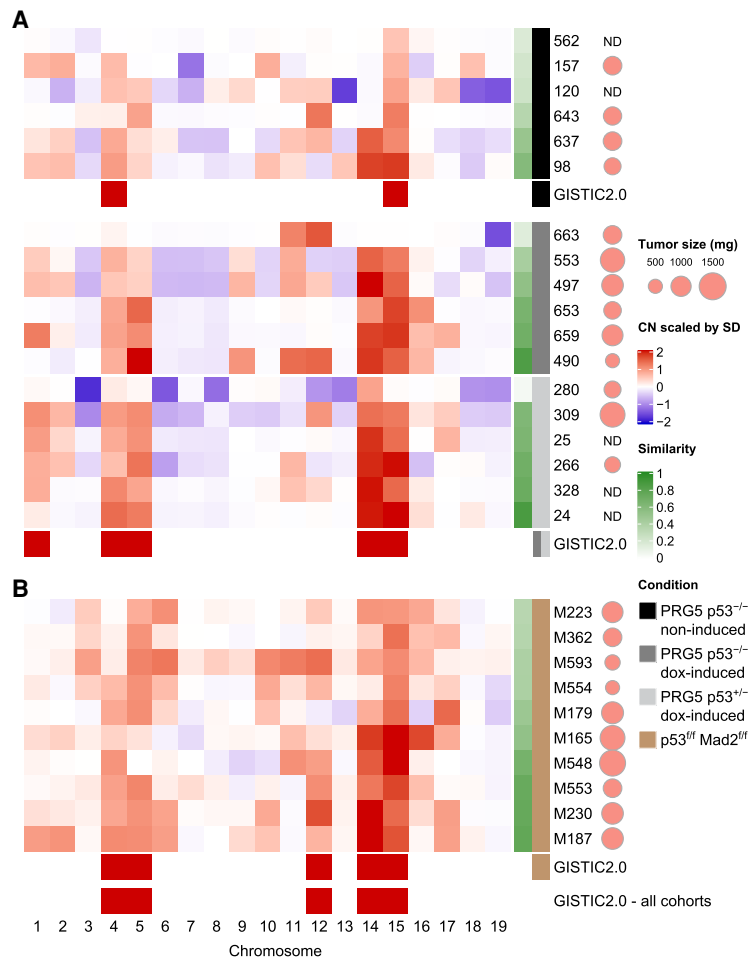 A
562 ND
157
120 ND
643
637
98
GISTIC2.0
663
553
497
653
659
490
280
309
25 ND
266
328 ND
24 ND
GISTIC2.0
Tumor size (mg)
500 1000 1500
CN scaled by SD
2
1
0
−1
−2
Similarity
1
0.8
0.6
0.4
0.2
0
Condition
PRG5 p53−/−
non-induced
PRG5 p53−/−
dox-induced
PRG5 p53+/−
dox-induced
p53f/f Mad2f/f
B
M223
M362
M593
M554
M179
M165
M548
M553
M230
M187
GISTIC2.0
GISTIC2.0 - all cohorts
1 2 3 4 5 6 7 8 9 10 11 12 13 14 15 16 17 18 19
Chromosome